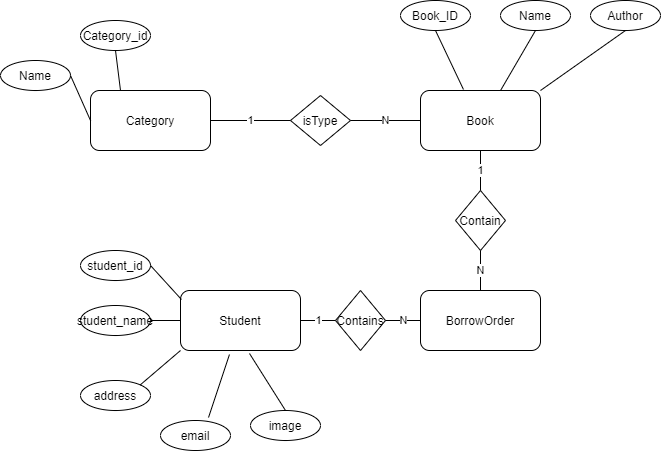 Book_ID
Name
Author
Category_id
Name
Category
1
isType
N
Book
1
Contain
N
student_id
student_name
Student
1
Contains
N
BorrowOrder
address
email
image